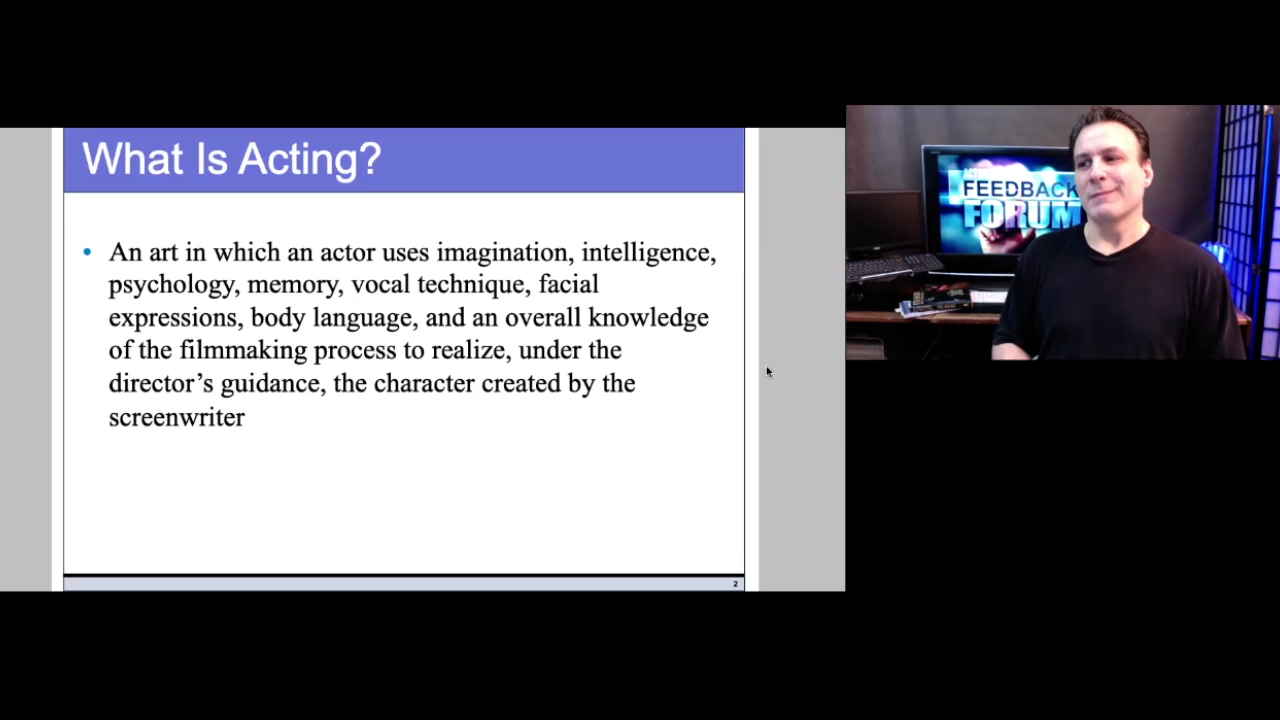 What Is Acting?
• An art in which an actor uses imagination, intelligence,
psychology, memory, vocal technique, facial
expressions, body language, and an overall knowledge
of the filmmaking process to realize, under the
director’s guidance, the character created by the
screenwriter
2
FEEDBACK
FORUM